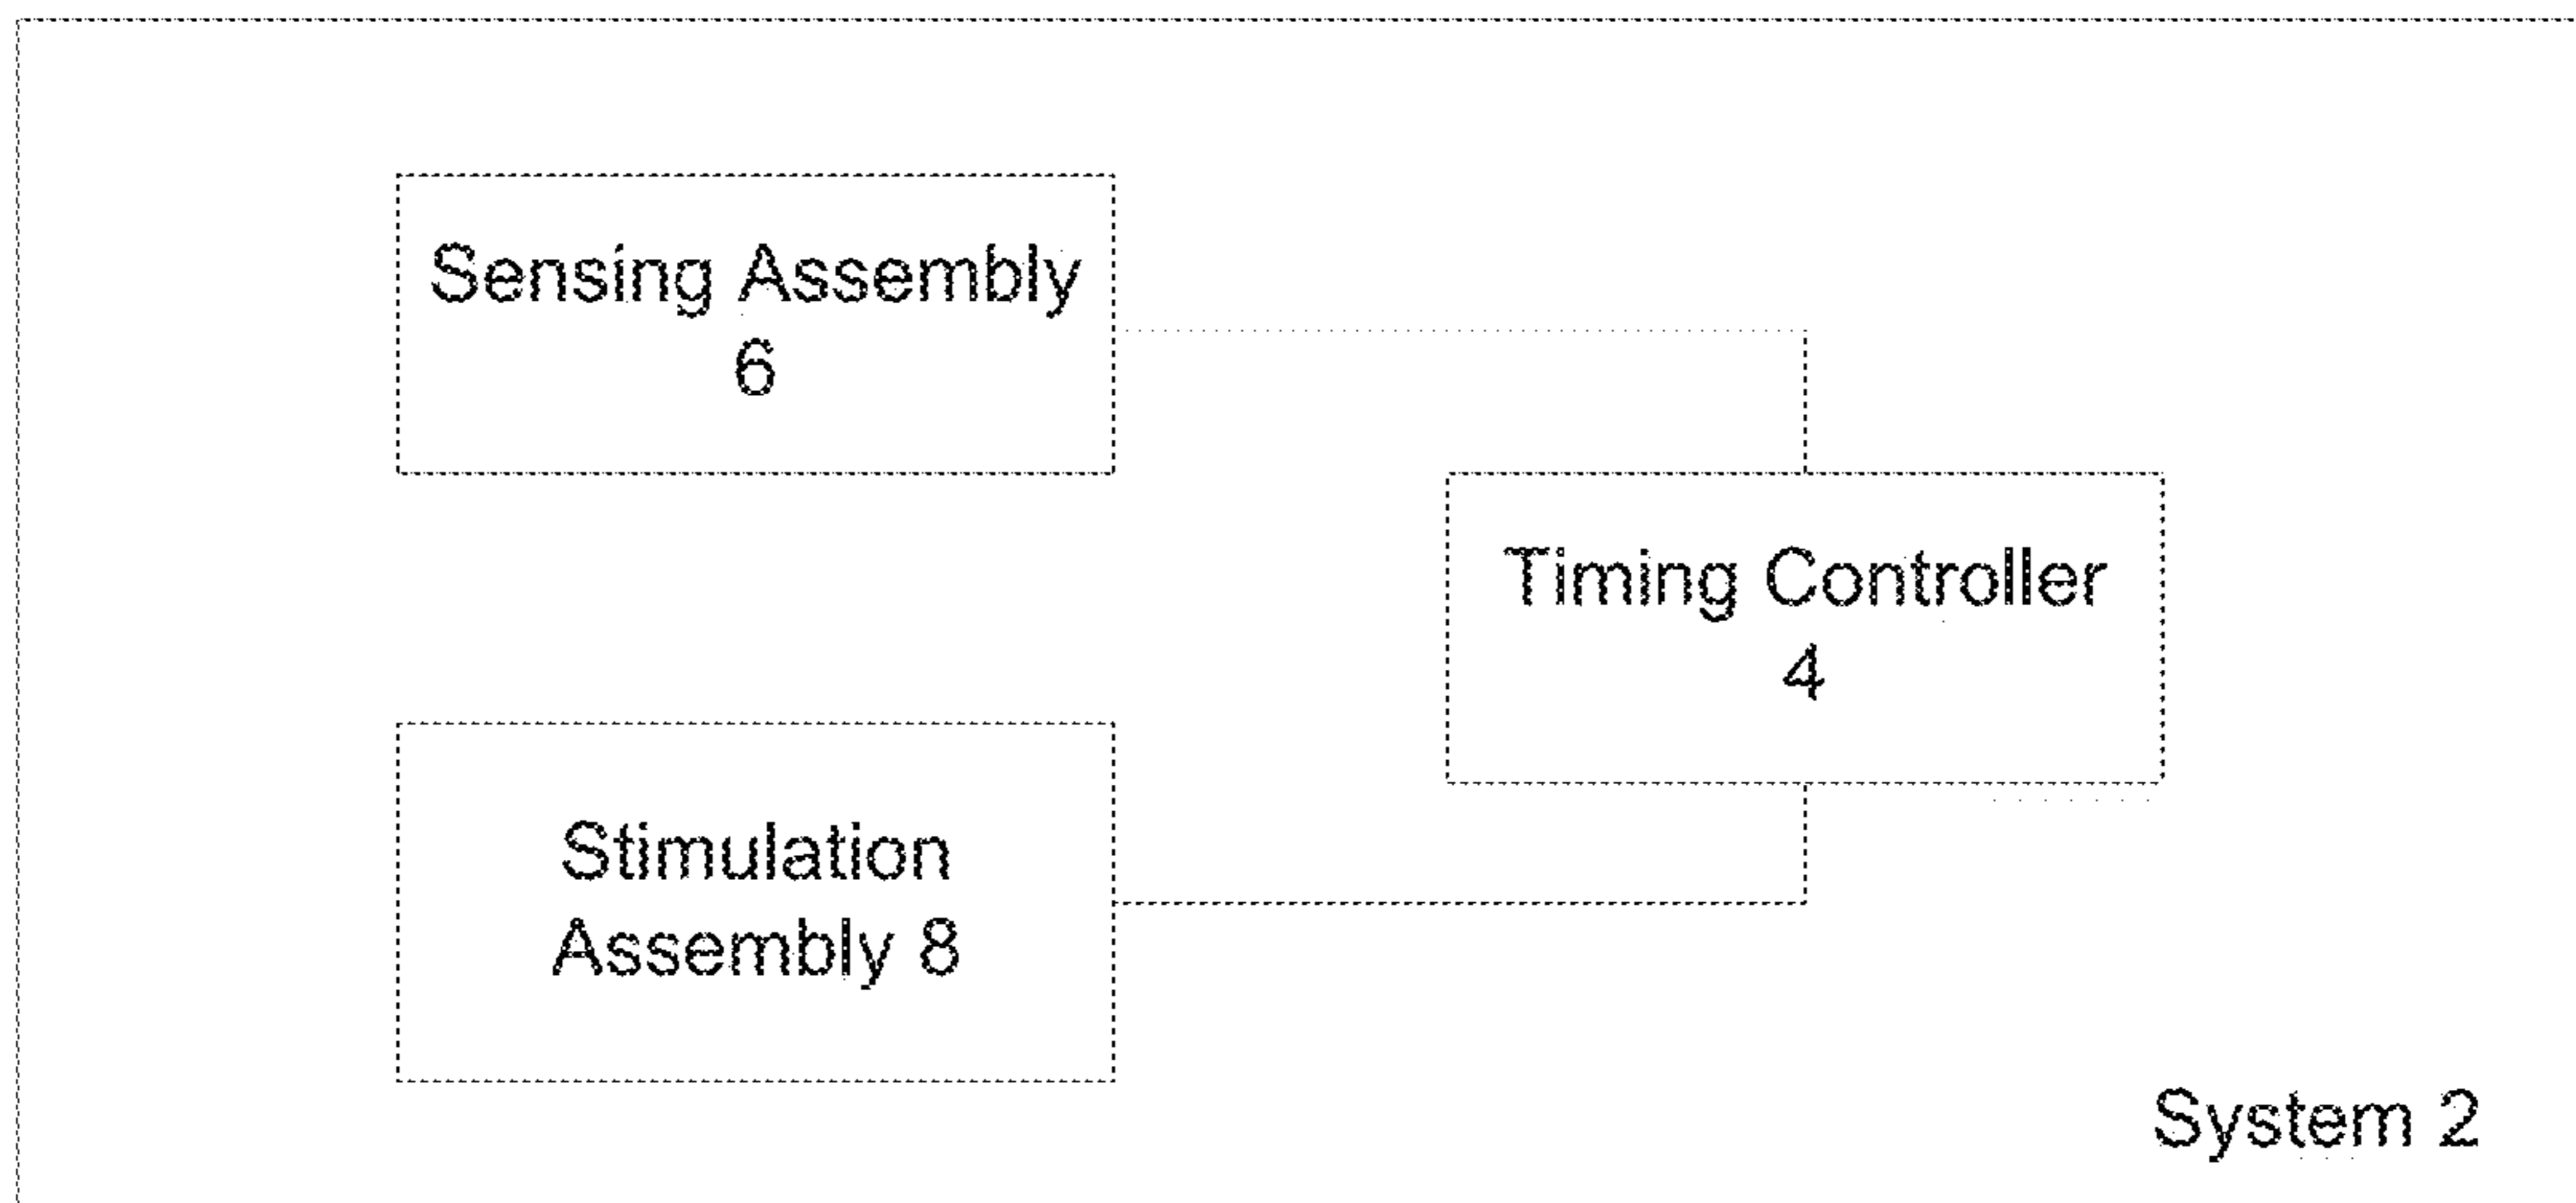 Sensing Assembly
6
Timing Controller
4
Stimulation
Assembly 8
System 2